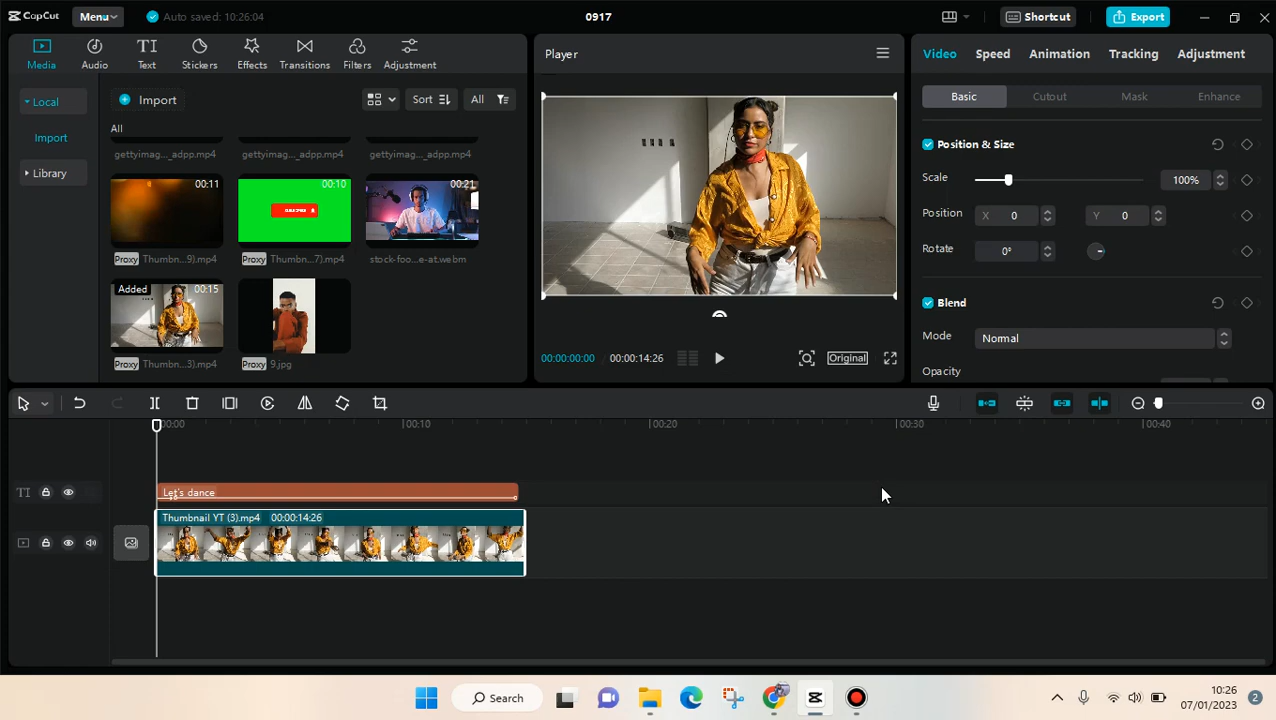 CapCut
Menu
Auto saved: 10:26:04
0917
Shortcut
Export
Media
Audio
Text
Stickers
Effects
Transitions
Filters
Adjustment
Local
Import
Library
Import
Sort
All
All
gettyimag..._adpp.mp4
gettyimag..._adpp.mp4
gettyimag..._adpp.mp4
00:11
00:10
00:21
Proxy
Thumbn...9).mp4
Proxy
Thumbn...7).mp4
stock-foo...e-at.webm
Added
00:15
Proxy
Thumbn...3).mp4
Proxy
9.jpg
Player
00:00:00:00
00:00:14:26
Original
Video
Speed
Animation
Tracking
Adjustment
Basic
Cutout
Mask
Enhance
Position & Size
Scale
100%
Position
X
0
Y
0
Rotate
0°
Blend
Mode
Normal
Opacity
00:00
00:10
00:20
00:30
00:40
TI
Let's dance
Thumbnail YT (3).mp4
00:00:14:26
Search
10:26
07/01/2023
2